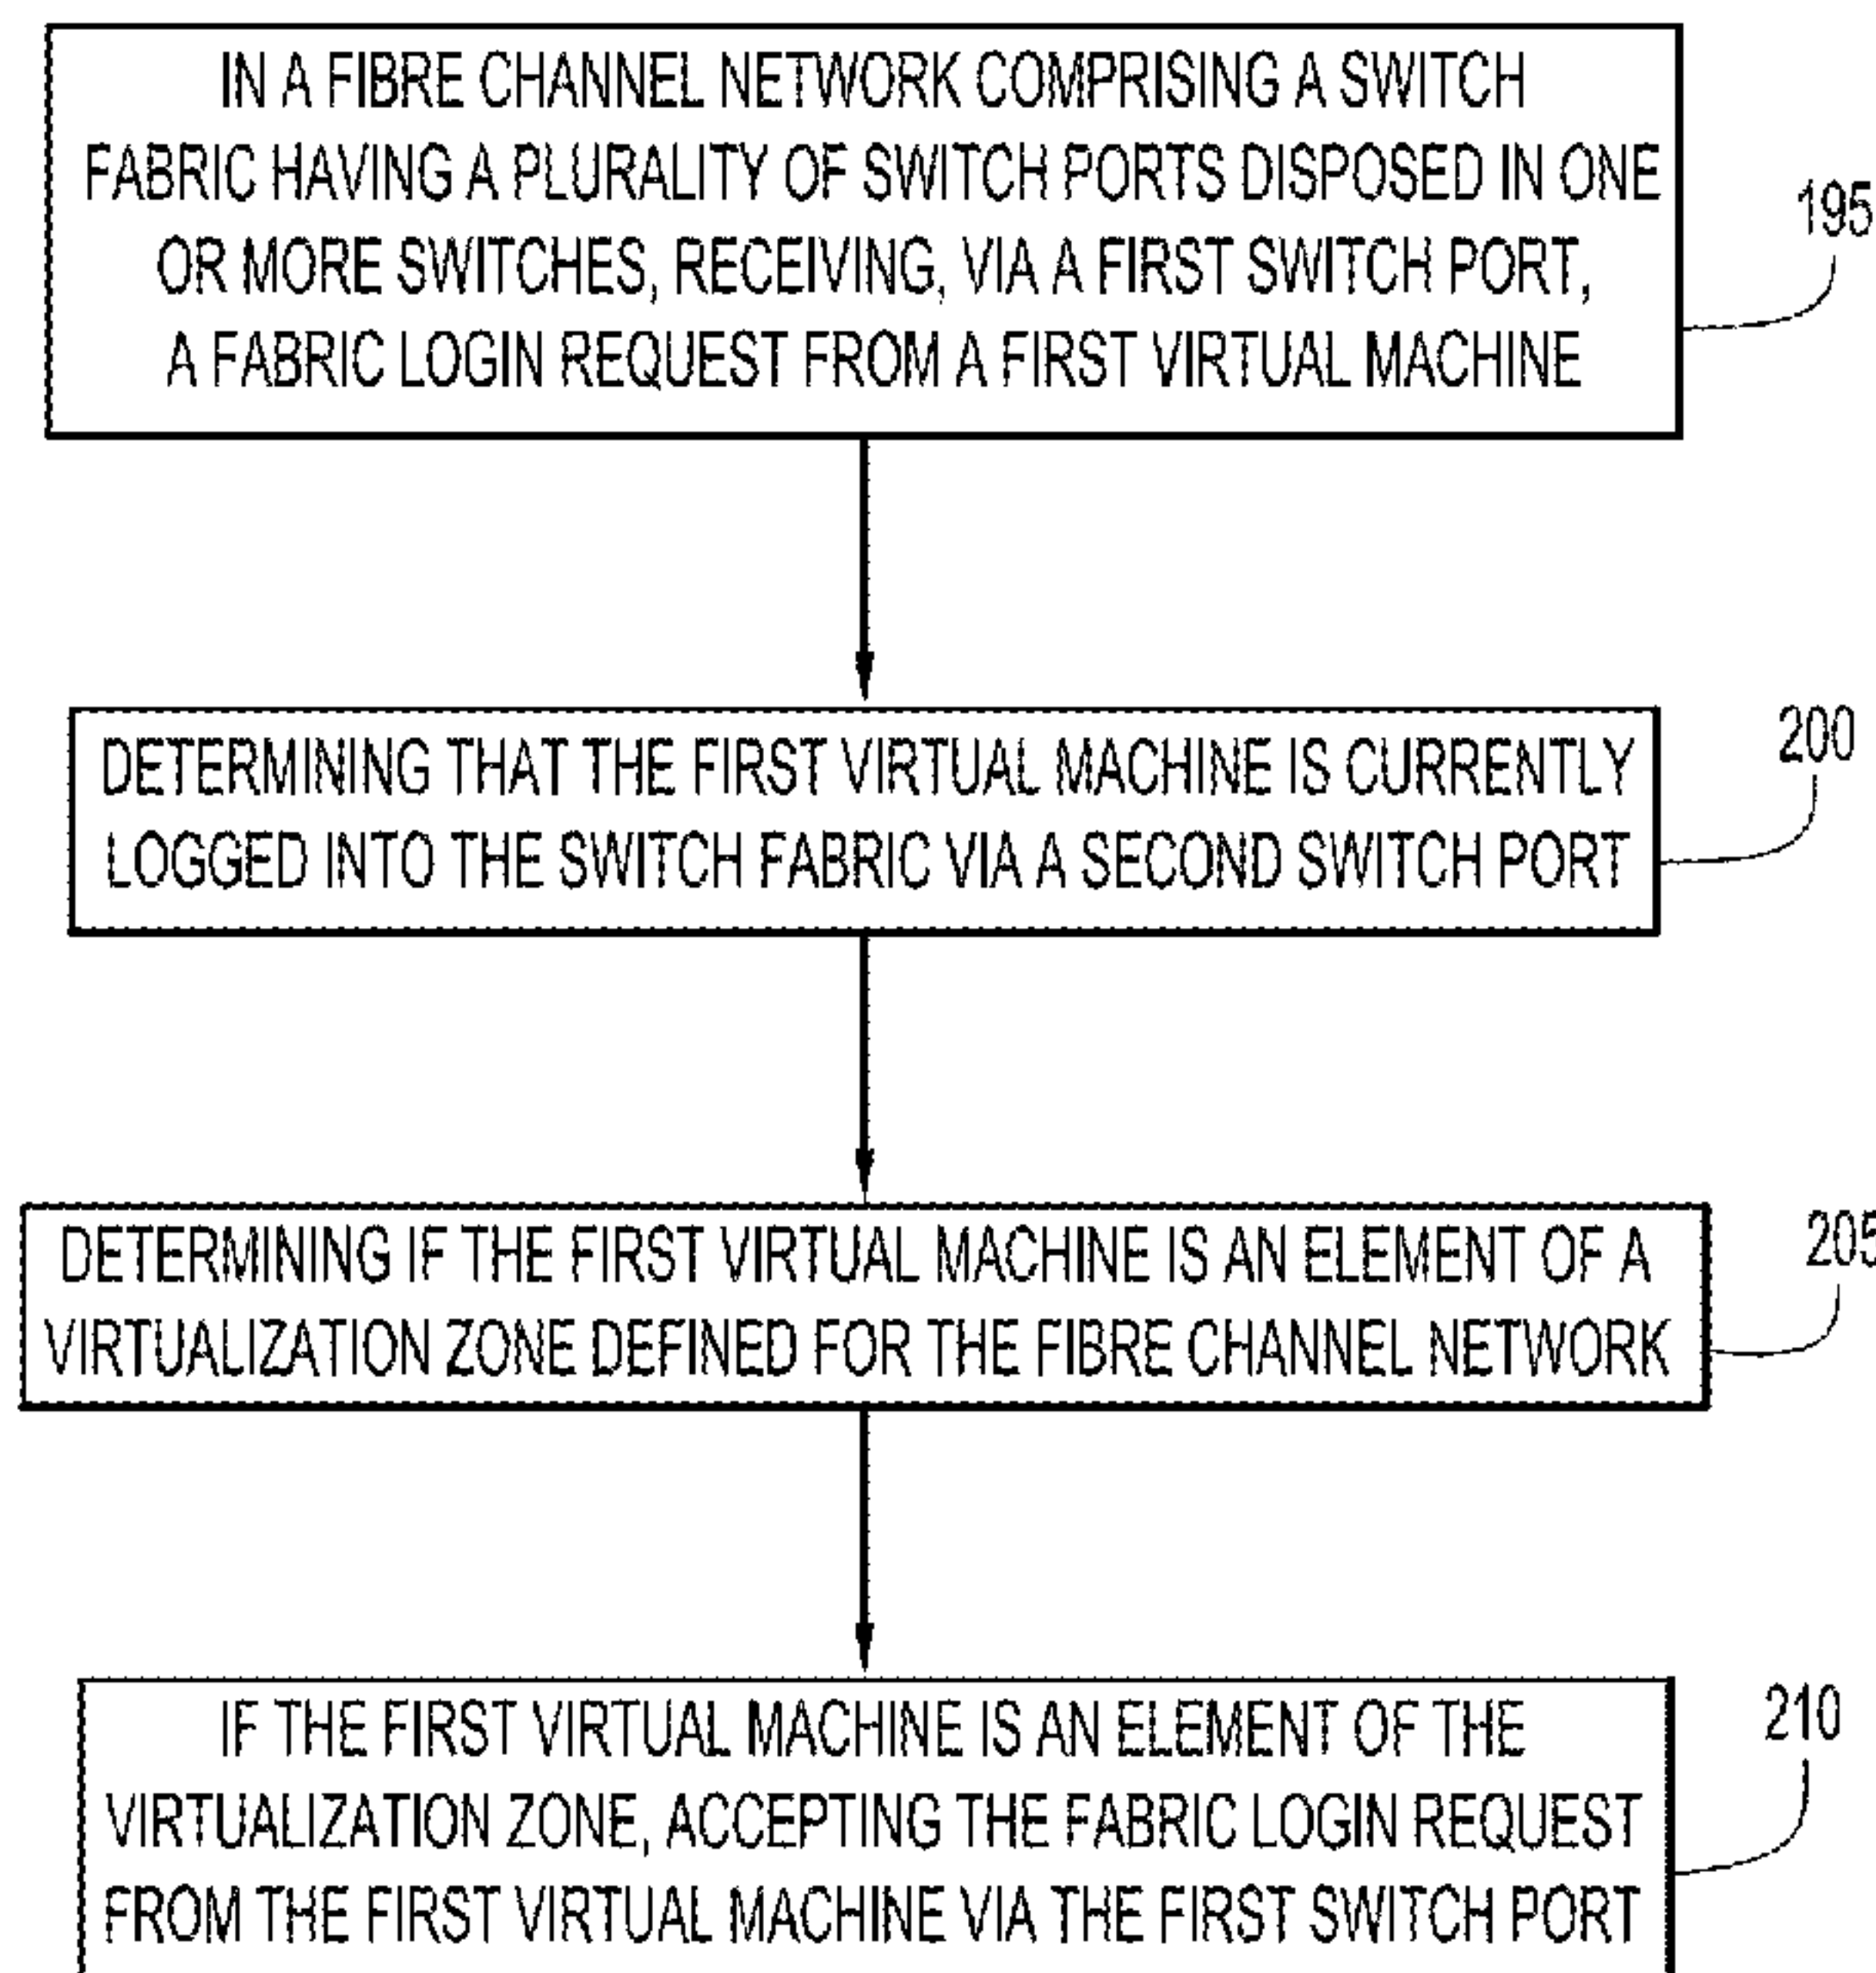 IN A FIBRE CHANNEL NETWORK COMPRISING A SWITCH
FABRIC HAVING A PLURALITY OF SWITCH PORTS DISPOSED IN ONE
OR MORE SWITCHES, RECEIVING, VIA A FIRST SWITCH PORT,
A FABRIC LOGIN REQUEST FROM A FIRST VIRTUAL MACHINE
195
DETERMINING THAT THE FIRST VIRTUAL MACHINE IS CURRENTLY
LOGGED INTO THE SWITCH FABRIC VIA A SECOND SWITCH PORT
200
DETERMINING IF THE FIRST VIRTUAL MACHINE IS AN ELEMENT OF A
VIRTUALIZATION ZONE DEFINED FOR THE FIBRE CHANNEL NETWORK
205
IF THE FIRST VIRTUAL MACHINE IS AN ELEMENT OF THE
VIRTUALIZATION ZONE, ACCEPTING THE FABRIC LOGIN REQUEST
FROM THE FIRST VIRTUAL MACHINE VIA THE FIRST SWITCH PORT
210